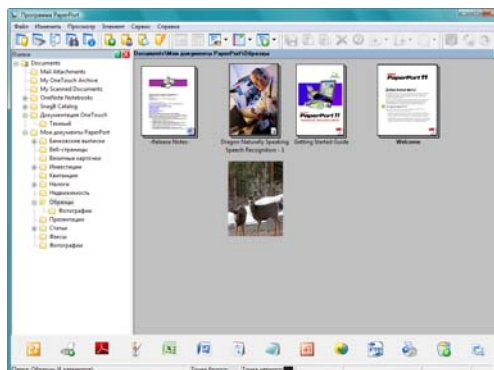 Программа PaperPort
Файл Изменить Просмотр Элемент Сервис Справка
Папки
Documents\Мои документы PaperPort\Образцы
Documents
Mail Attachments
My OneTouch Archive
My Scanned Documents
OneNote Notebooks
SnagIt Catalog
Документация OneTouch
Темный
Мои документы PaperPort
Банковские выписки
Веб-страницы
Визитные карточки
Инвестиции
Квитанции
Налоги
Недвижимость
Образцы
Фотографии
Презентации
Статьи
Факсы
Фотографии
PaperPort 11
PaperPort 11
-Release Notes-
Dragon Naturally Speaking Speech Recognition - 1
Getting Started Guide
Welcome